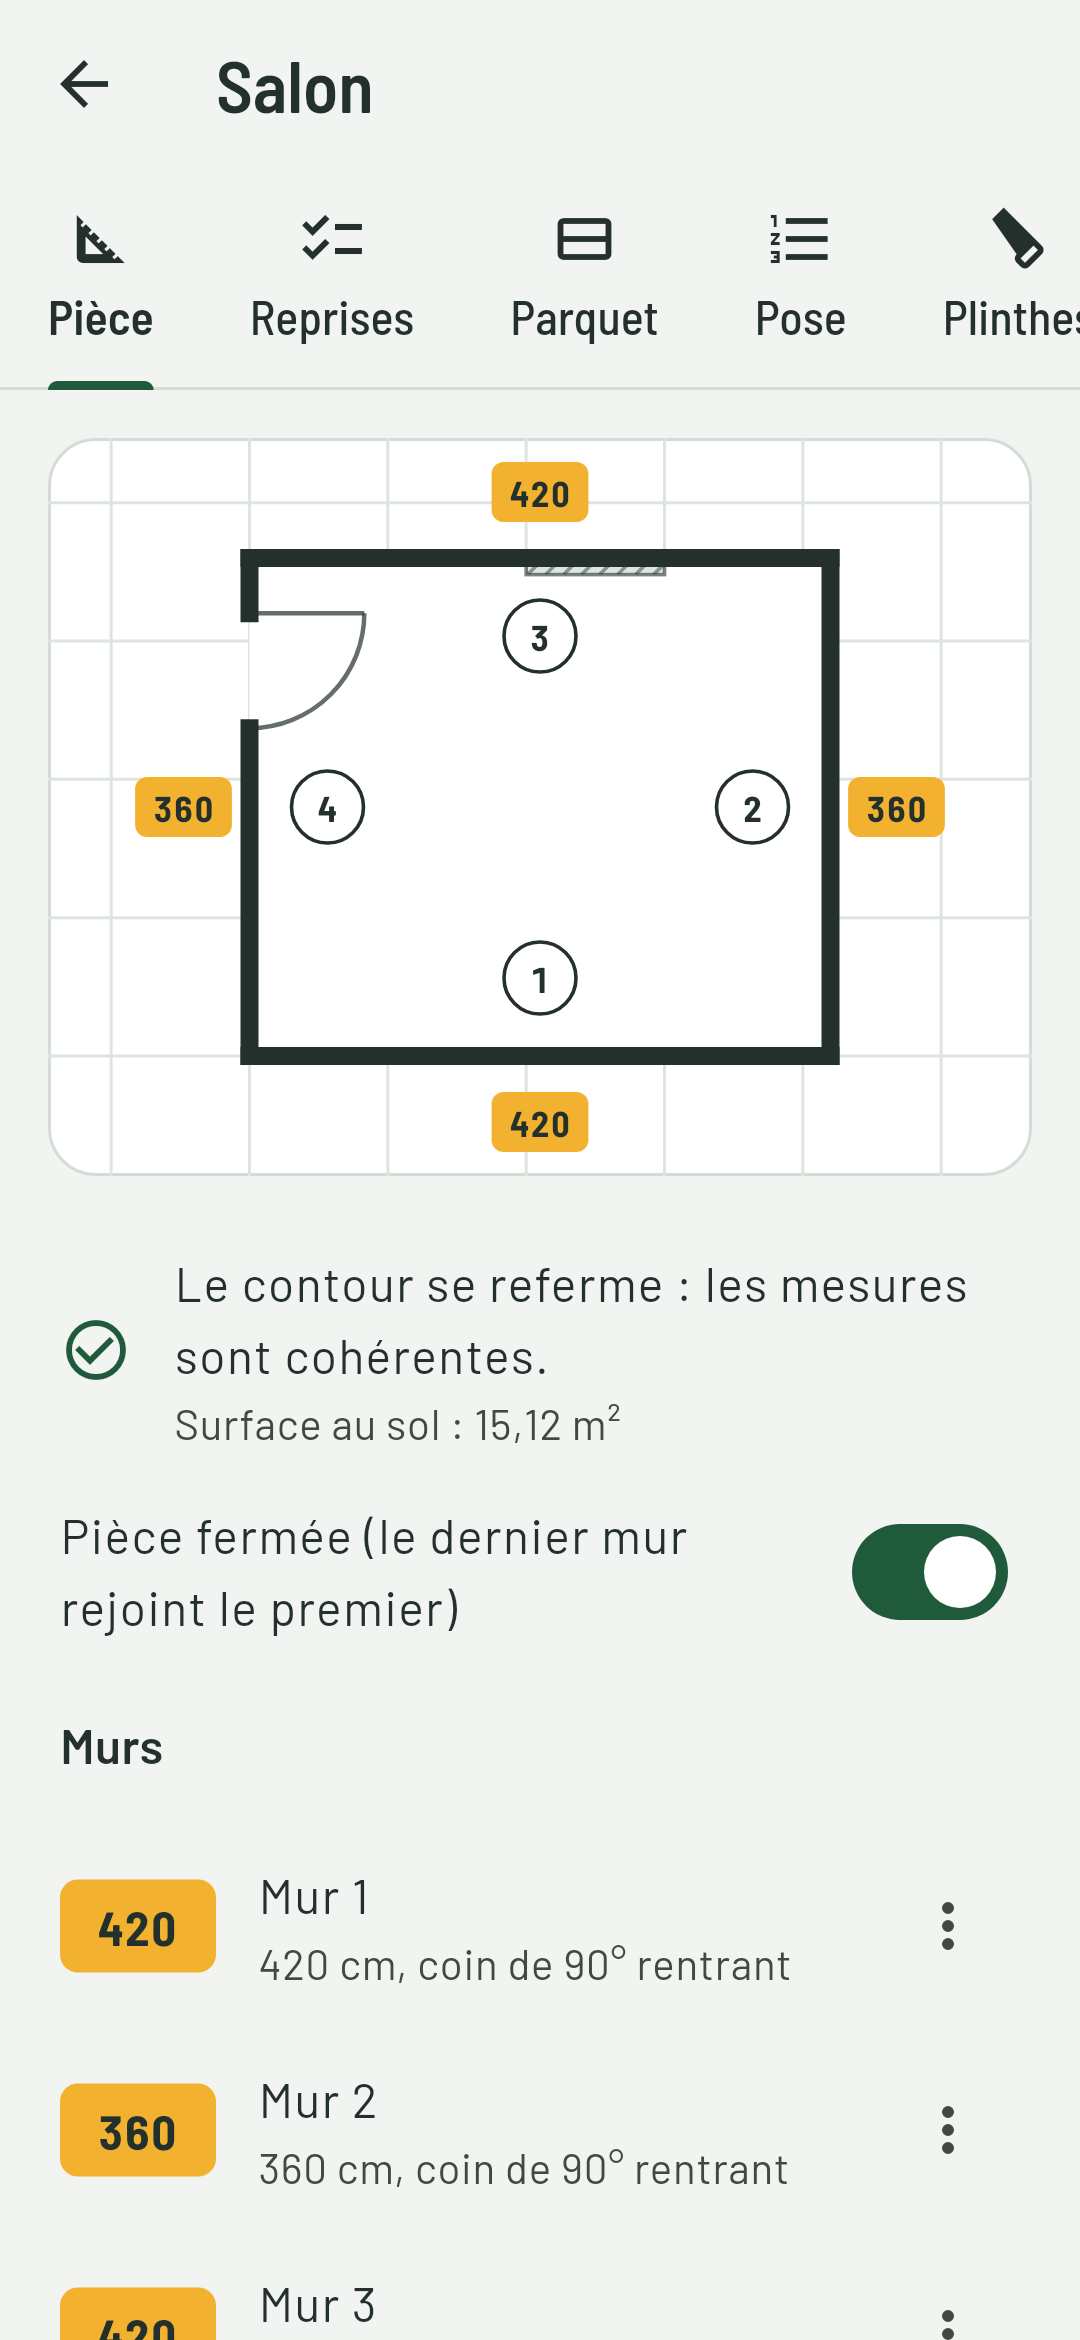 Salon
Pièce
Reprises
Parquet
Pose
Plinthes
420
3
360
4
2
360
1
420
Le contour se referme : les mesures
sont cohérentes.
Surface au sol : 15,12 m²
Pièce fermée (le dernier mur
rejoint le premier)
Murs
420
Mur 1
420 cm, coin de 90° rentrant
360
Mur 2
360 cm, coin de 90° rentrant
420
Mur 3